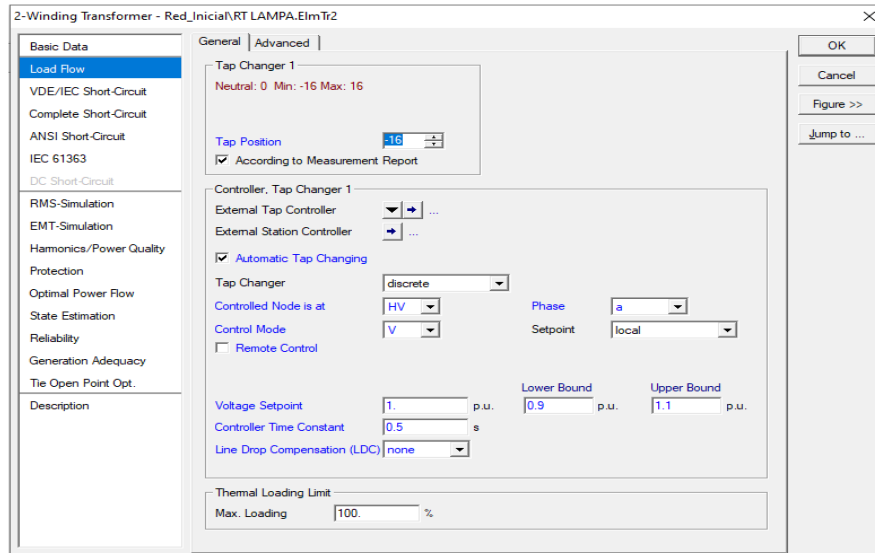 2-Winding Transformer - Red_Inicial\RT LAMPA.ElmTr2
Basic Data
Load Flow
VDE/IEC Short-Circuit
Complete Short-Circuit
ANSI Short-Circuit
IEC 61363
DC Short-Circuit
RMS-Simulation
EMT-Simulation
Harmonics/Power Quality
Protection
Optimal Power Flow
State Estimation
Reliability
Generation Adequacy
Tie Open Point Opt.
Description
General Advanced
Tap Changer 1
Neutral: 0 Min: -16 Max: 16
Tap Position -16
According to Measurement Report
Controller, Tap Changer 1
External Tap Controller ...
External Station Controller ...
Automatic Tap Changing
Tap Changer discrete
Controlled Node is at HV Phase a
Control Mode V Setpoint local
Remote Control
Lower Bound Upper Bound
Voltage Setpoint 1. p.u. 0.9 p.u. 1.1 p.u.
Controller Time Constant 0.5 s
Line Drop Compensation (LDC) none
Thermal Loading Limit
Max. Loading 100. %
OK
Cancel
Figure >>
Jump to ...